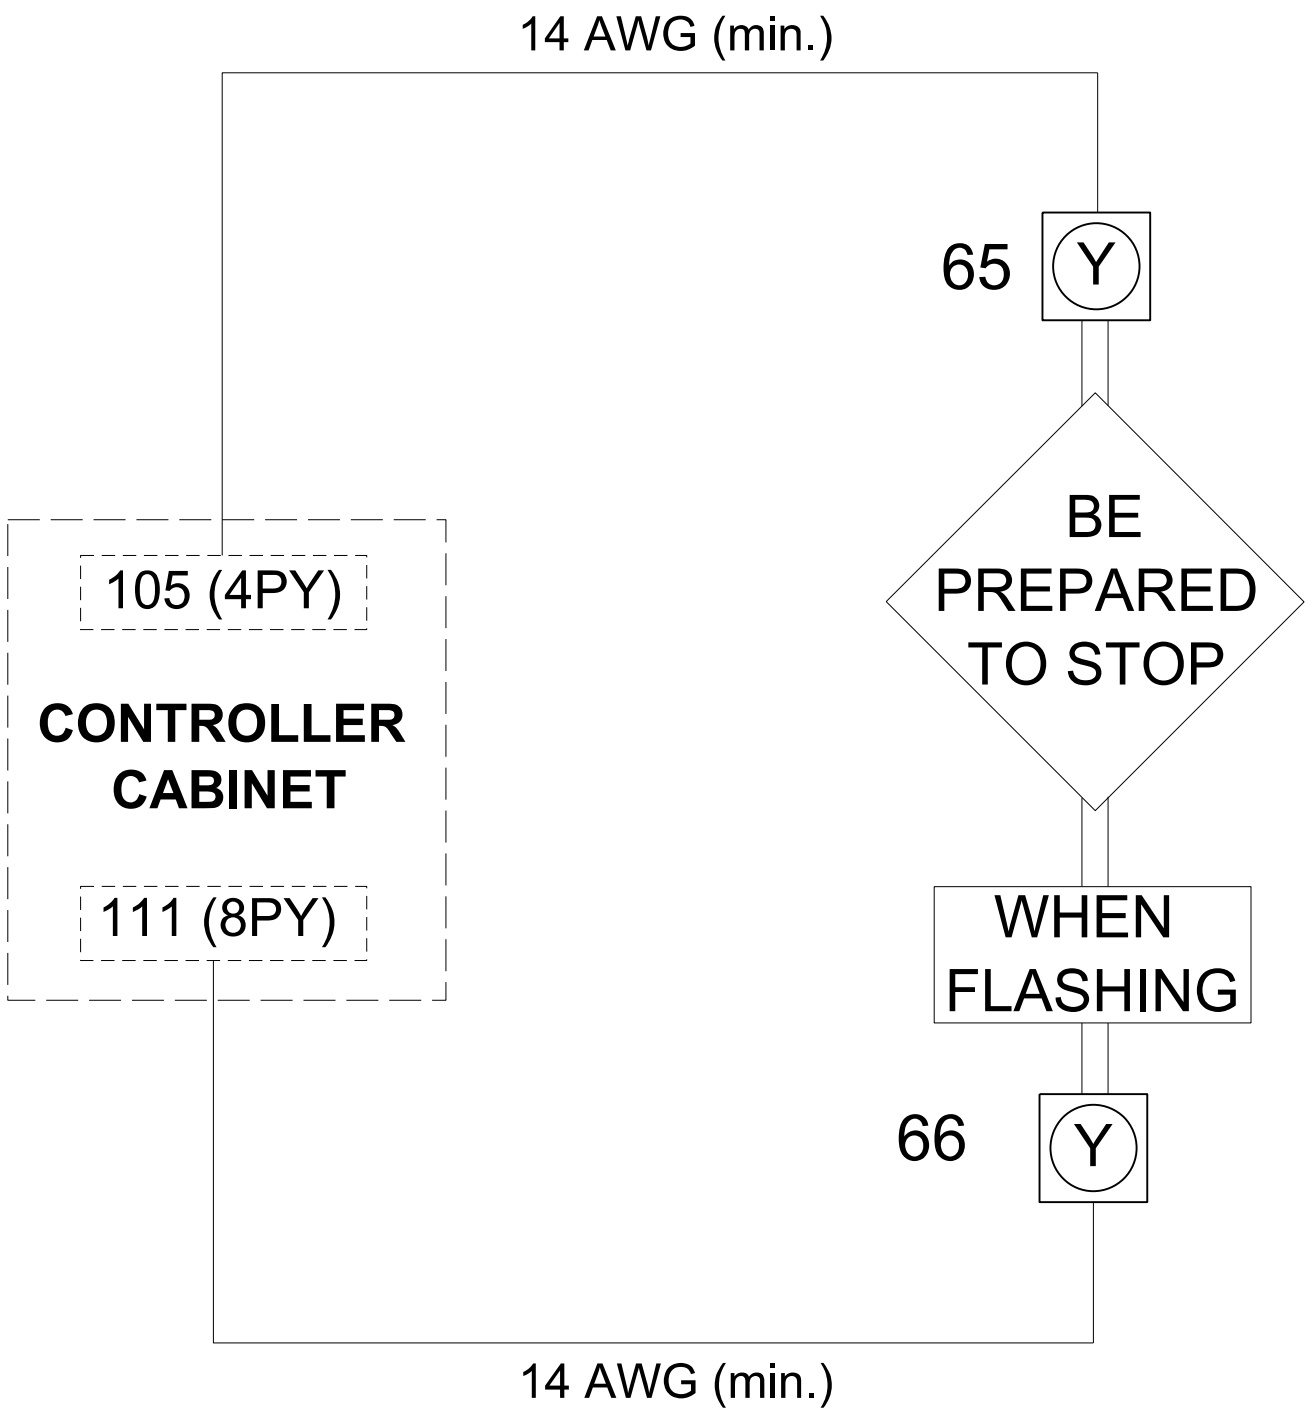 14 AWG (min.)
65
Y
BE
PREPARED
TO STOP
105 (4PY)
CONTROLLER
CABINET
111 (8PY)
WHEN
FLASHING
66
Y
14 AWG (min.)